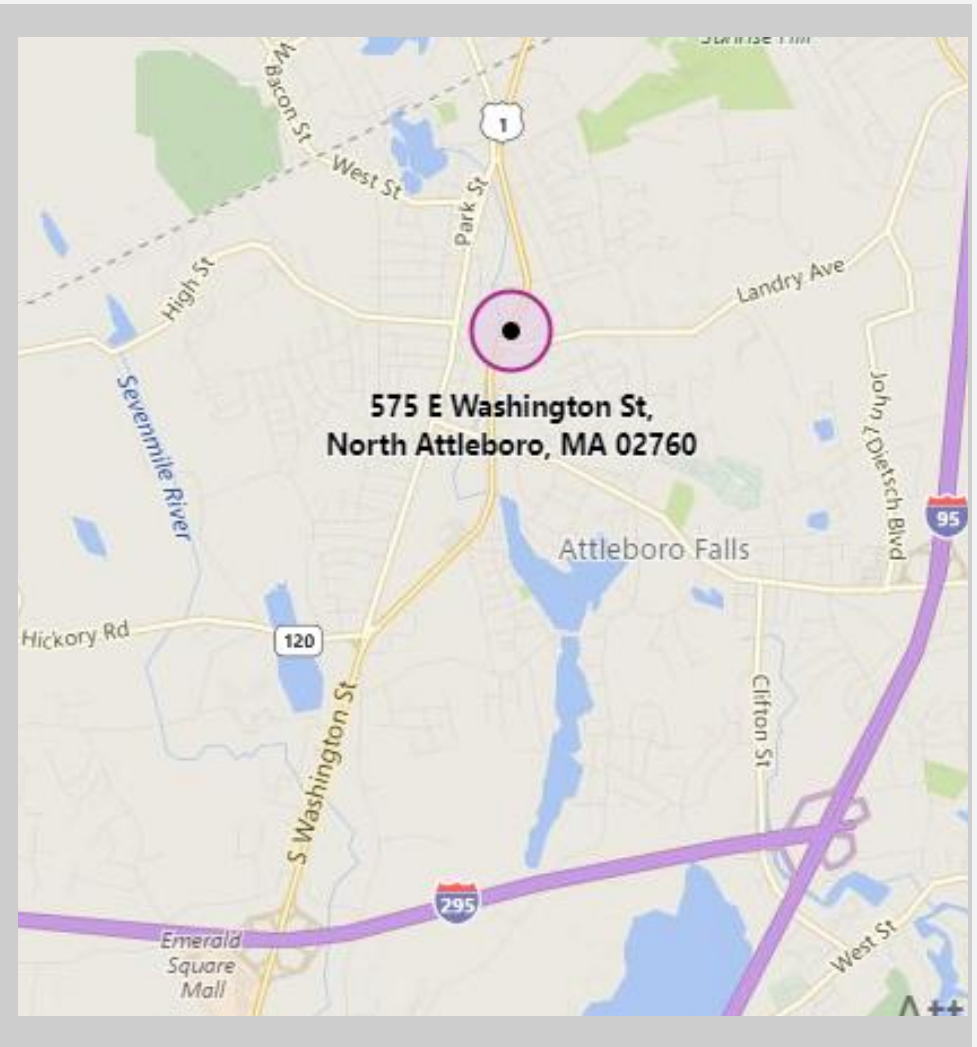 Bacon St
1
West St
Park St
High St
Landry Ave
575 E Washington St,
North Attleboro, MA 02760
Sevenmile River
John L Dietsch Blvd
95
Attleboro Falls
Hickory Rd
120
Clifton St
S Washington St
295
Emerald
Square
Mall
West St